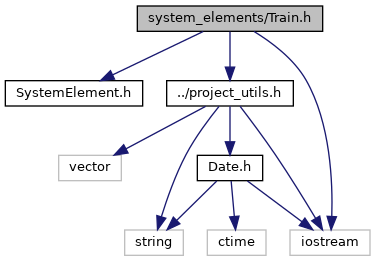 system_elements/Train.h
SystemElement.h
../project_utils.h
vector
Date.h
string
ctime
iostream